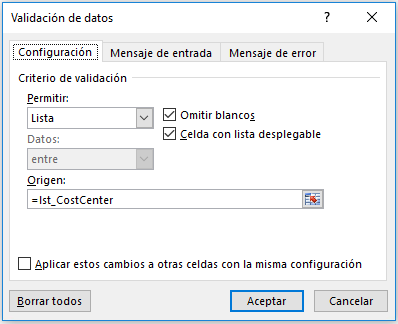 Validación de datos
?
Configuración Mensaje de entrada Mensaje de error
Criterio de validación
Permitir:
Lista
Omitir blancos
Celda con lista desplegable
Datos:
entre
Origen:
=lst_CostCenter
Aplicar estos cambios a otras celdas con la misma configuración
Borrar todos Aceptar Cancelar